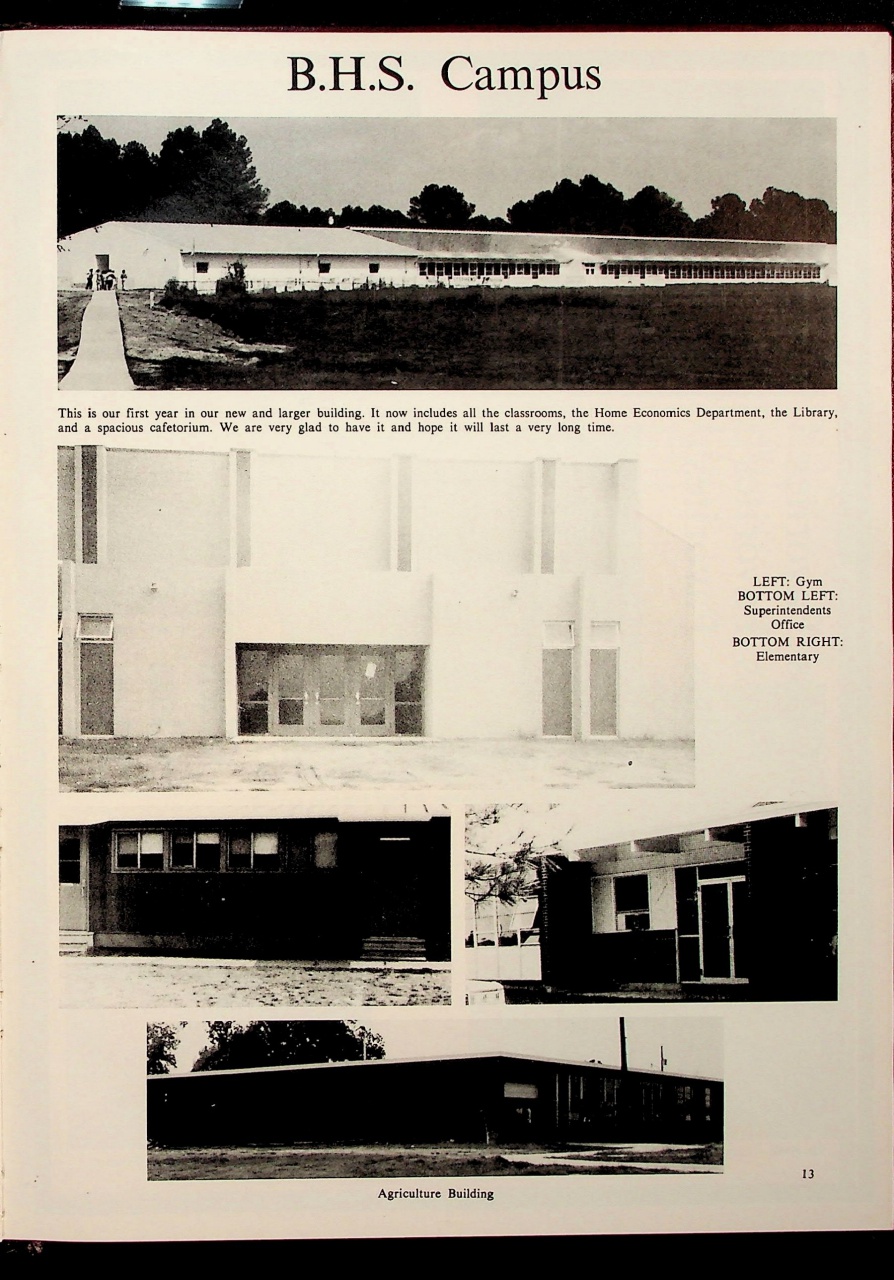 B.H.S. Campus
This is our first year in our new and larger building. It now includes all the classrooms, the Home Economics Department, the Library,
and a spacious cafetorium. We are very glad to have it and hope it will last a very long time.
LEFT: Gym
BOTTOM LEFT:
Superintendents
Office
BOTTOM RIGHT:
Elementary
13
Agriculture Building